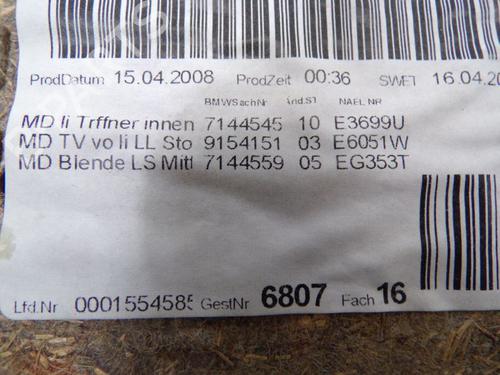 ProdDatum 15.04.2008 ProdZeit 00:36 SWET 16.04.20
BMWSachNr Ind.ST NAEL NR
MD li Trffner innen 7144545 10 E3699U
MD TV vo li LL Sto 9154151 03 E6051W
MD Blende LS Mitt 7144559 05 EG353T
Lfd.Nr 0001554585 GestNr 6807 Fach 16